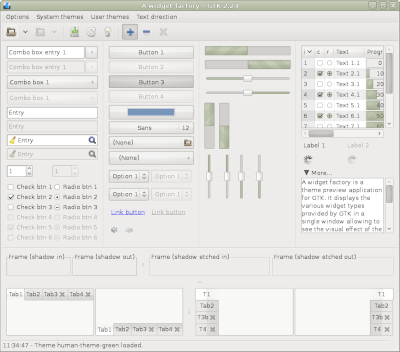 A widget factory - GTK 2.24
Options System themes User themes Text direction
Combo box entry 1
Combo box entry 1
Combo box 1
Combo box 1
Entry
Entry
Entry
Entry
1 1
Check btn 1 Radio btn 1
Check btn 2 Radio btn 2
Check btn 3 Radio btn 3
Check btn 4 Radio btn 4
Check btn 5 Radio btn 5
Check btn 6 Radio btn 6
Button 1
Button 2
Button 3
Button 4
Sans 12
(None)
(None)
Option 1 Option 1
Option 1 Option 1
Link button Link button
i c r Text Progr
1 Text 1.1 0
2 Text 2.1 10
3 Text 3.1 20
4 Text 4.1 30
5 Text 5.1
6 Text 6.1 50
7 Text 7.1
Label 1 Label 2
More...
A widget factory is a
theme preview application
for GTK. It displays the
various widget types
provided by GTK in a
single window allowing to
see the visual effect of the
Frame (shadow in) Frame (shadow out) Frame (shadow etched in) Frame (shadow etched out)
Tab1 Tab2 Tab3 Tab4
Tab1 Tab2 Tab3 Tab4
T1
Tab2
T3b
T4
T1
Tab2
T3b
T4
11:34:47 - Theme human-theme-green loaded.